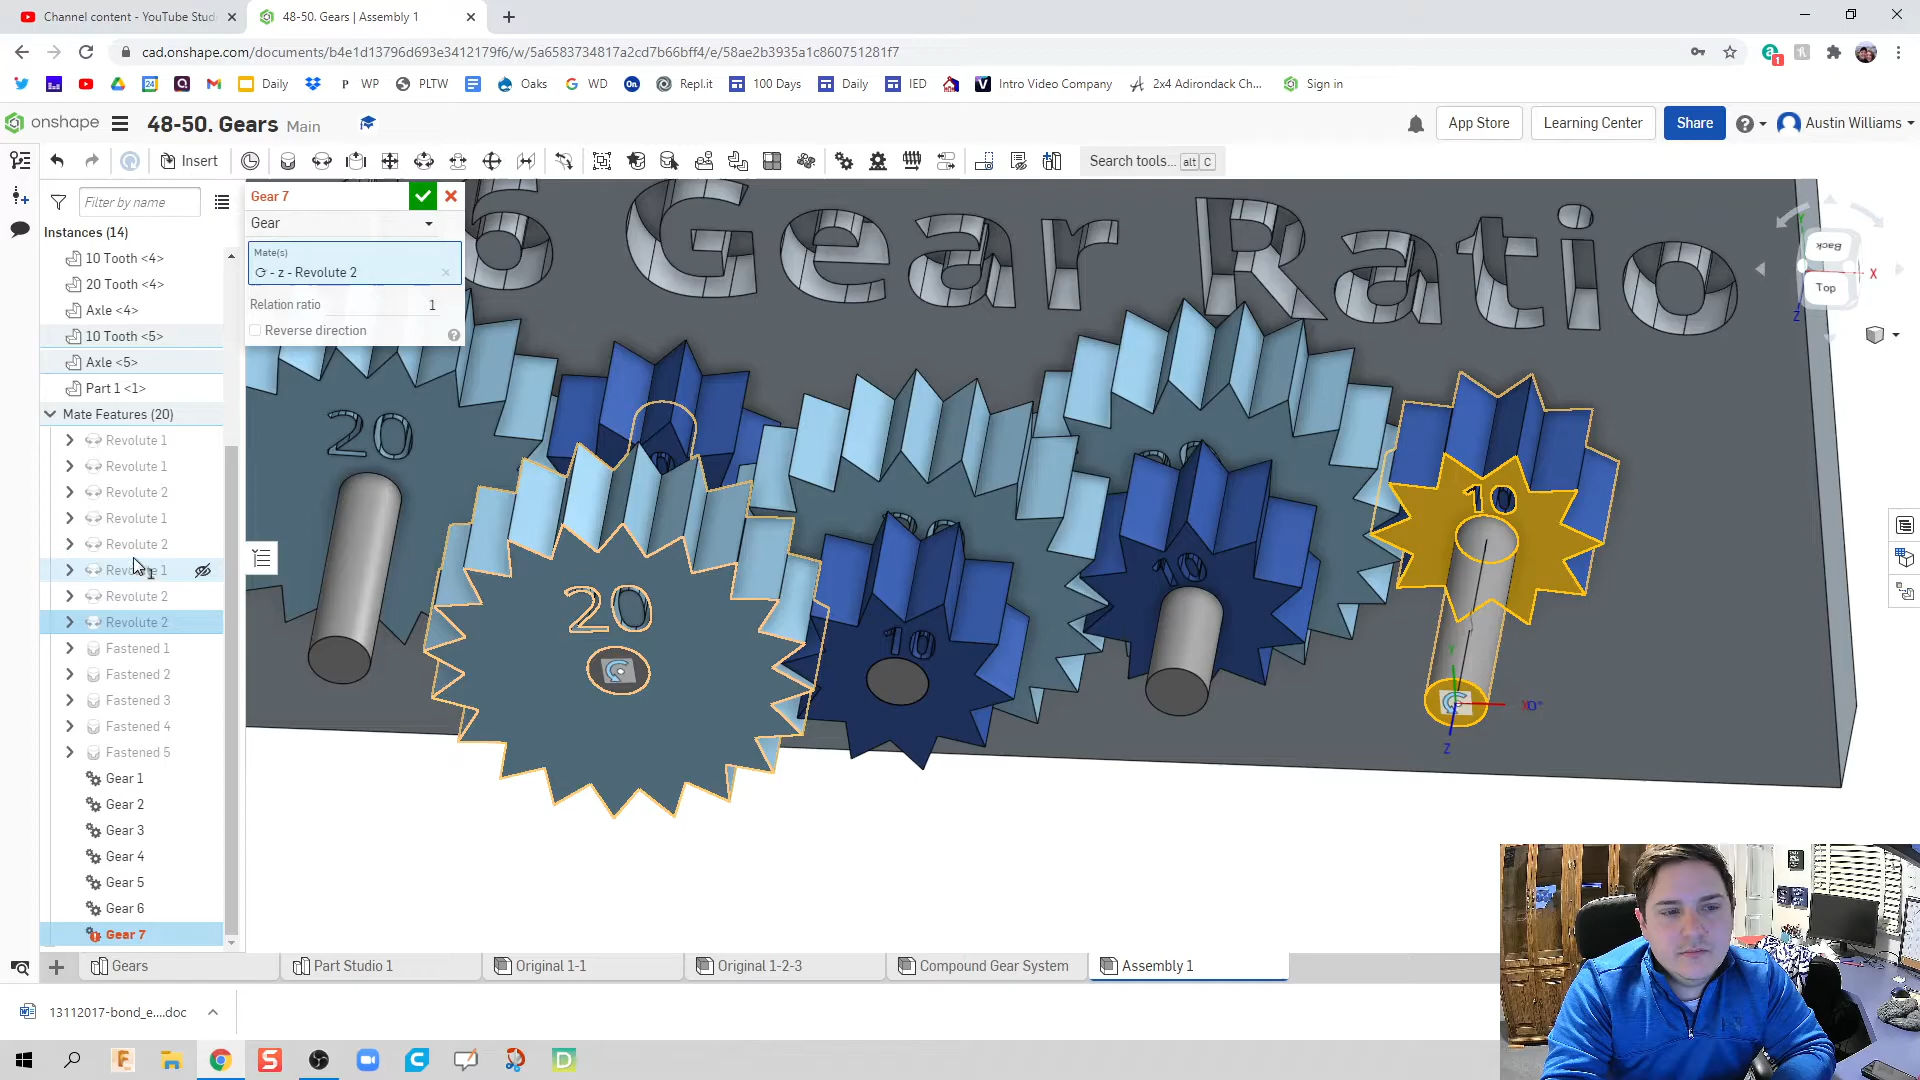 Channel content - YouTube Stud
48-50. Gears | Assembly 1
cad.onshape.com/documents/b4e1d13796d693e3412179f6/w/5a6583734817a2cd7b66bff4/e/58ae2b3935a1c860751281f7
1
24
Daily
P WP
PLTW
Oaks
G WD
On
Repl.it
100 Days
Daily
IED
Intro Video Company
2x4 Adirondack Ch...
Sign in
onshape
48-50. Gears Main
App Store
Learning Center
Share
Austin Williams
Insert
Search tools... alt C
Filter by name
Instances (14)
10 Tooth <4>
20 Tooth <4>
Axle <4>
10 Tooth <5>
Axle <5>
Part 1 <1>
Mate Features (20)
Revolute 1
Revolute 1
Revolute 2
Revolute 1
Revolute 2
Revolute 1
Revolute 2
Revolute 2
Fastened 1
Fastened 2
Fastened 3
Fastened 4
Fastened 5
Gear 1
Gear 2
Gear 3
Gear 4
Gear 5
Gear 6
Gear 7
Gear 7
Gear
Mate(s)
- z - Revolute 2
Relation ratio 1
Reverse direction
Gear Ratio
20
20
10
10
10
Y
Z
Back
Top
X
Z
Gears
Part Studio 1
Original 1-1
Original 1-2-3
Compound Gear System
Assembly 1
13112017-bond_e....doc